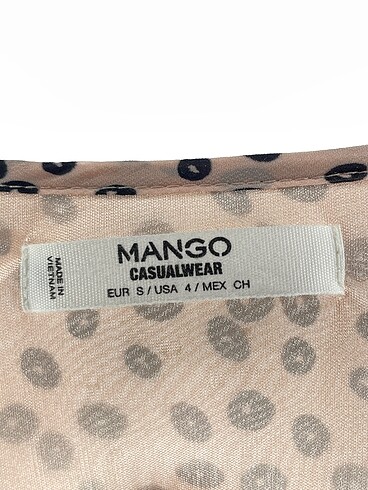 MANGO
CASUALWEAR
EUR S / USA 4 / MEX CH
MADE IN
VIETNAM